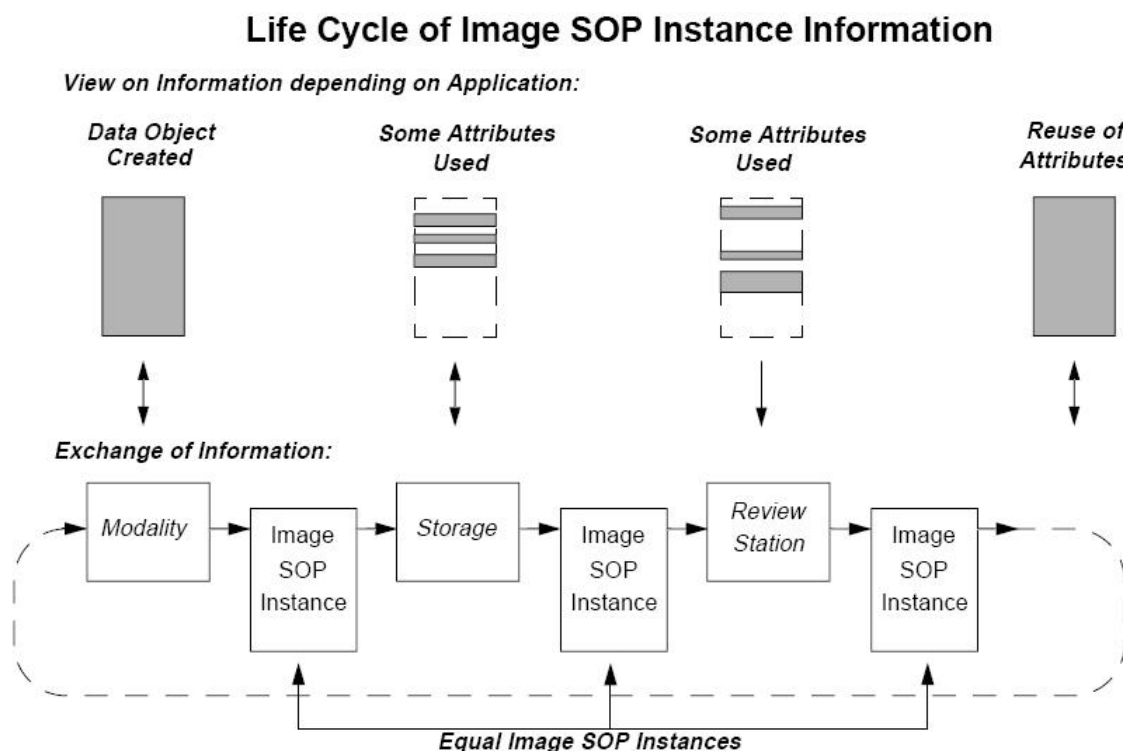 Life Cycle of Image SOP Instance Information
View on Information depending on Application:
Data Object
Created
Some Attributes
Used
Some Attributes
Used
Reuse of
Attributes
Exchange of Information:
Modality
Image
SOP
Instance
Storage
Image
SOP
Instance
Review
Station
Image
SOP
Instance
Equal Image SOP Instances